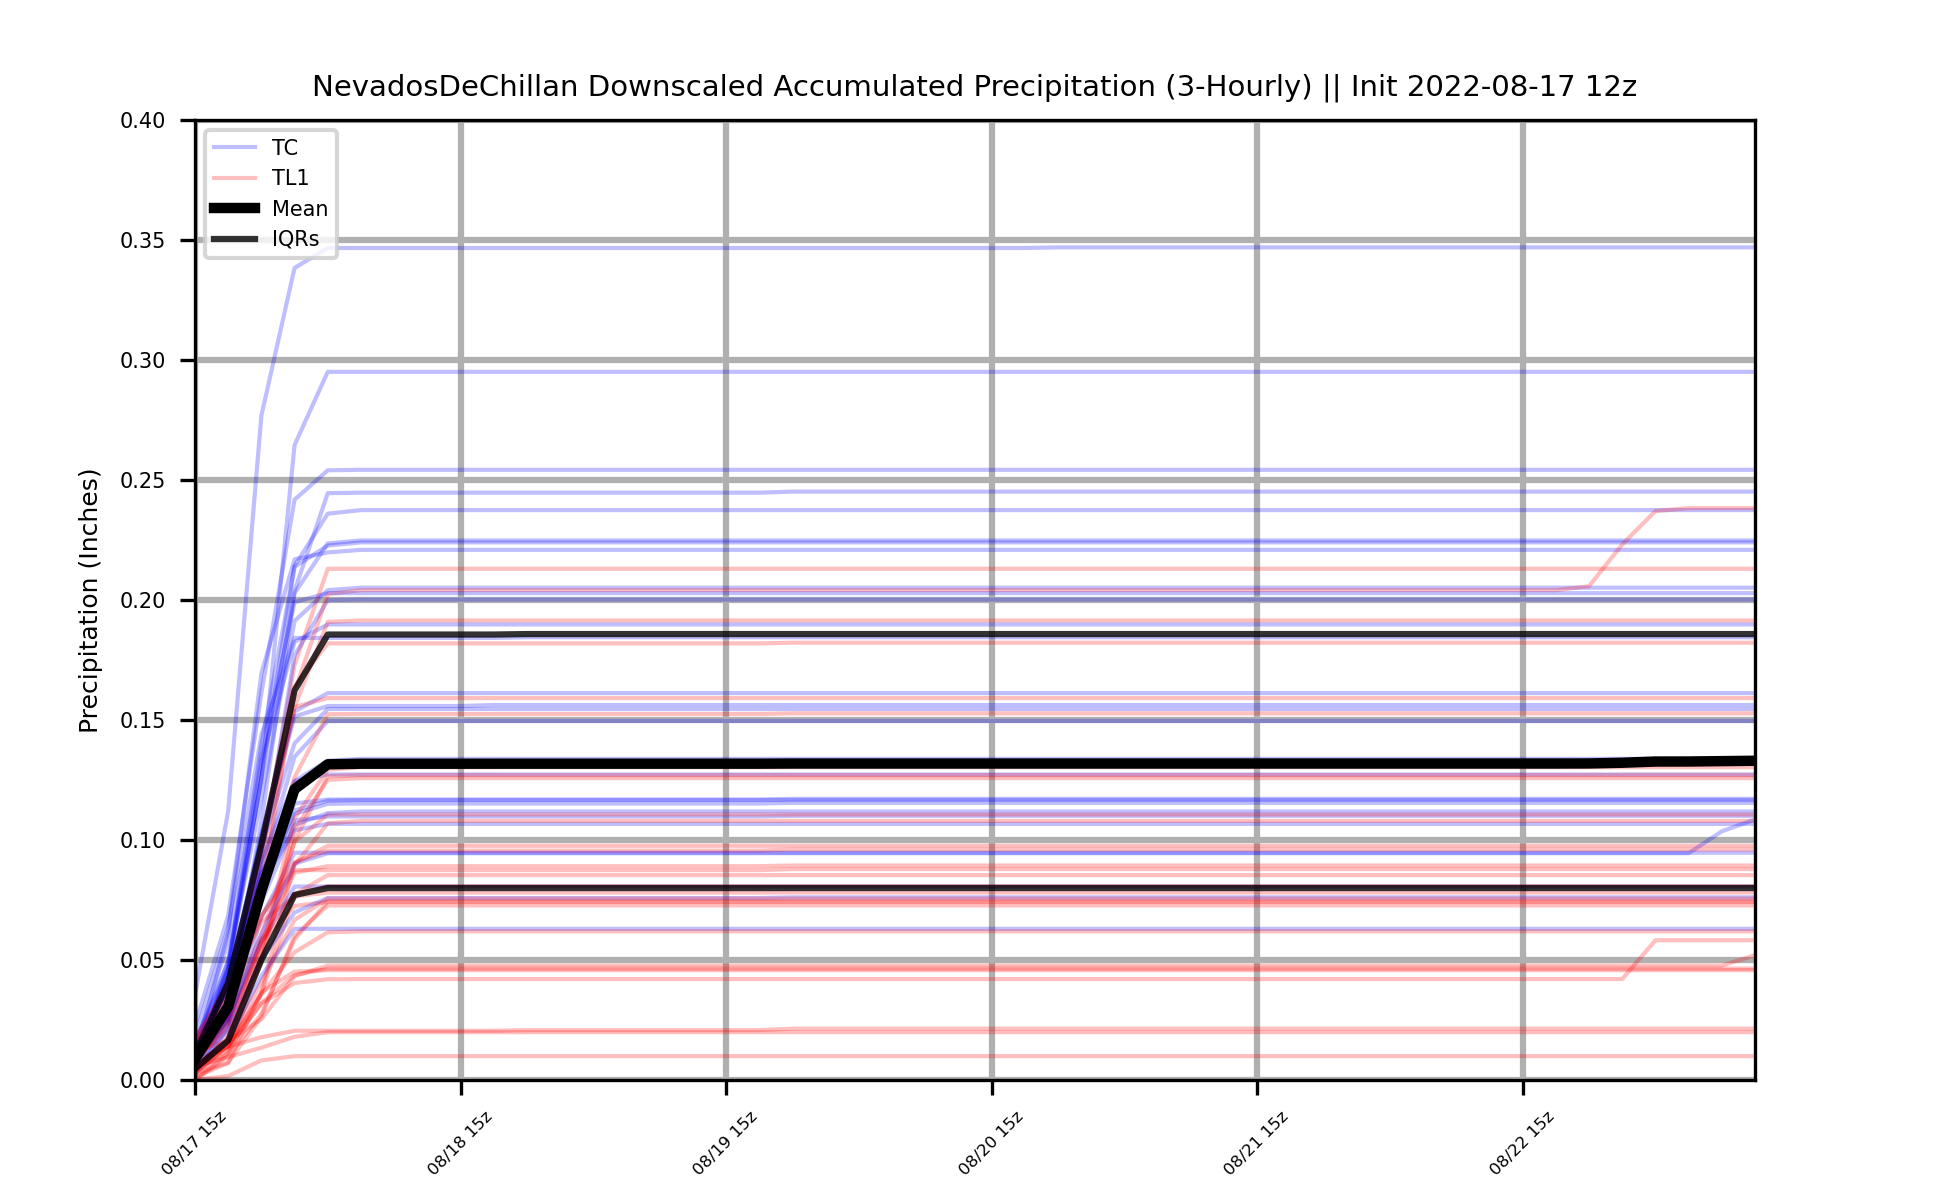 NevadosDeChillan Downscaled Accumulated Precipitation (3-Hourly) || Init 2022-08-17 12z
Precipitation (Inches)
0.40
0.35
0.30
0.25
0.20
0.15
0.10
0.05
0.00
TC
TL1
Mean
IQRs
08/17 15z
08/18 15z
08/19 15z
08/20 15z
08/21 15z
08/22 15z